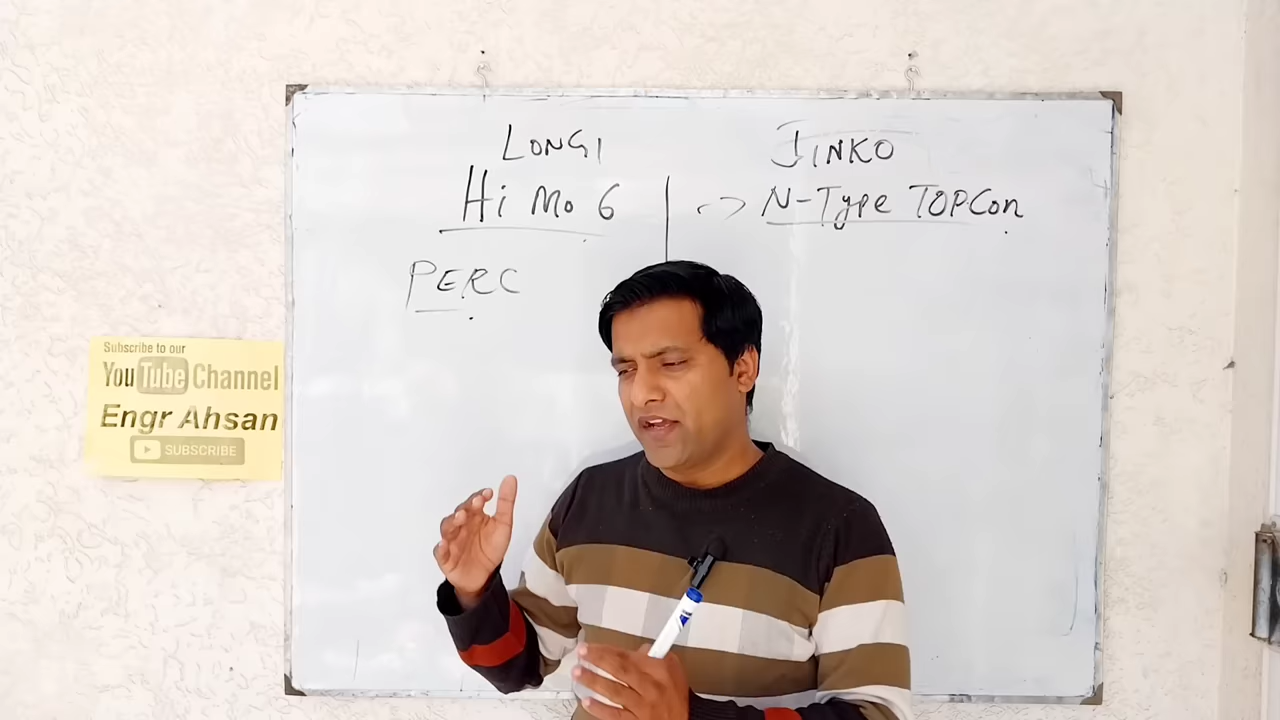 LONGI
Hi Mo 6
PERC
JINKO
N-Type TOPCon
Subscribe to our
YouTube Channel
Engr Ahsan
SUBSCRIBE